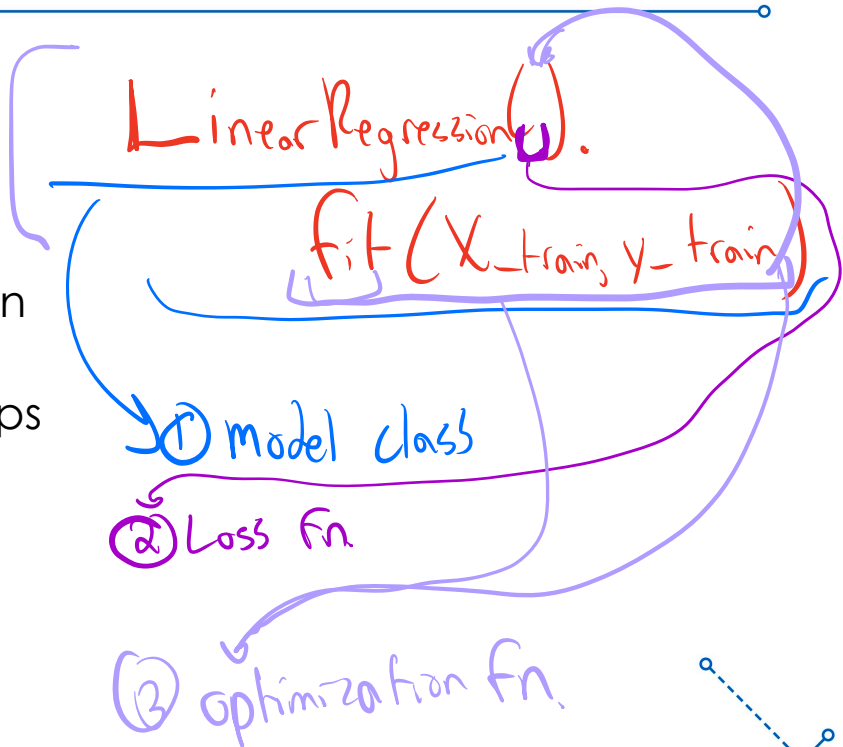 LinearRegression().
fit(X_train, y_train)
n
ps
① model class
② Loss fn
③ optimization fn.